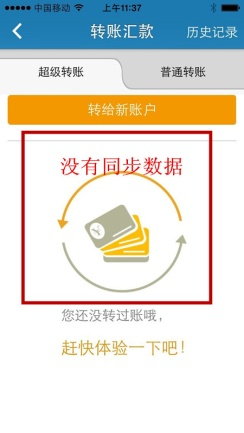 中国移动
上午11:37
转账汇款
历史记录
超级转账
普通转账
转给新账户
没有同步数据
您还没转过账哦，
赶快体验一下吧！